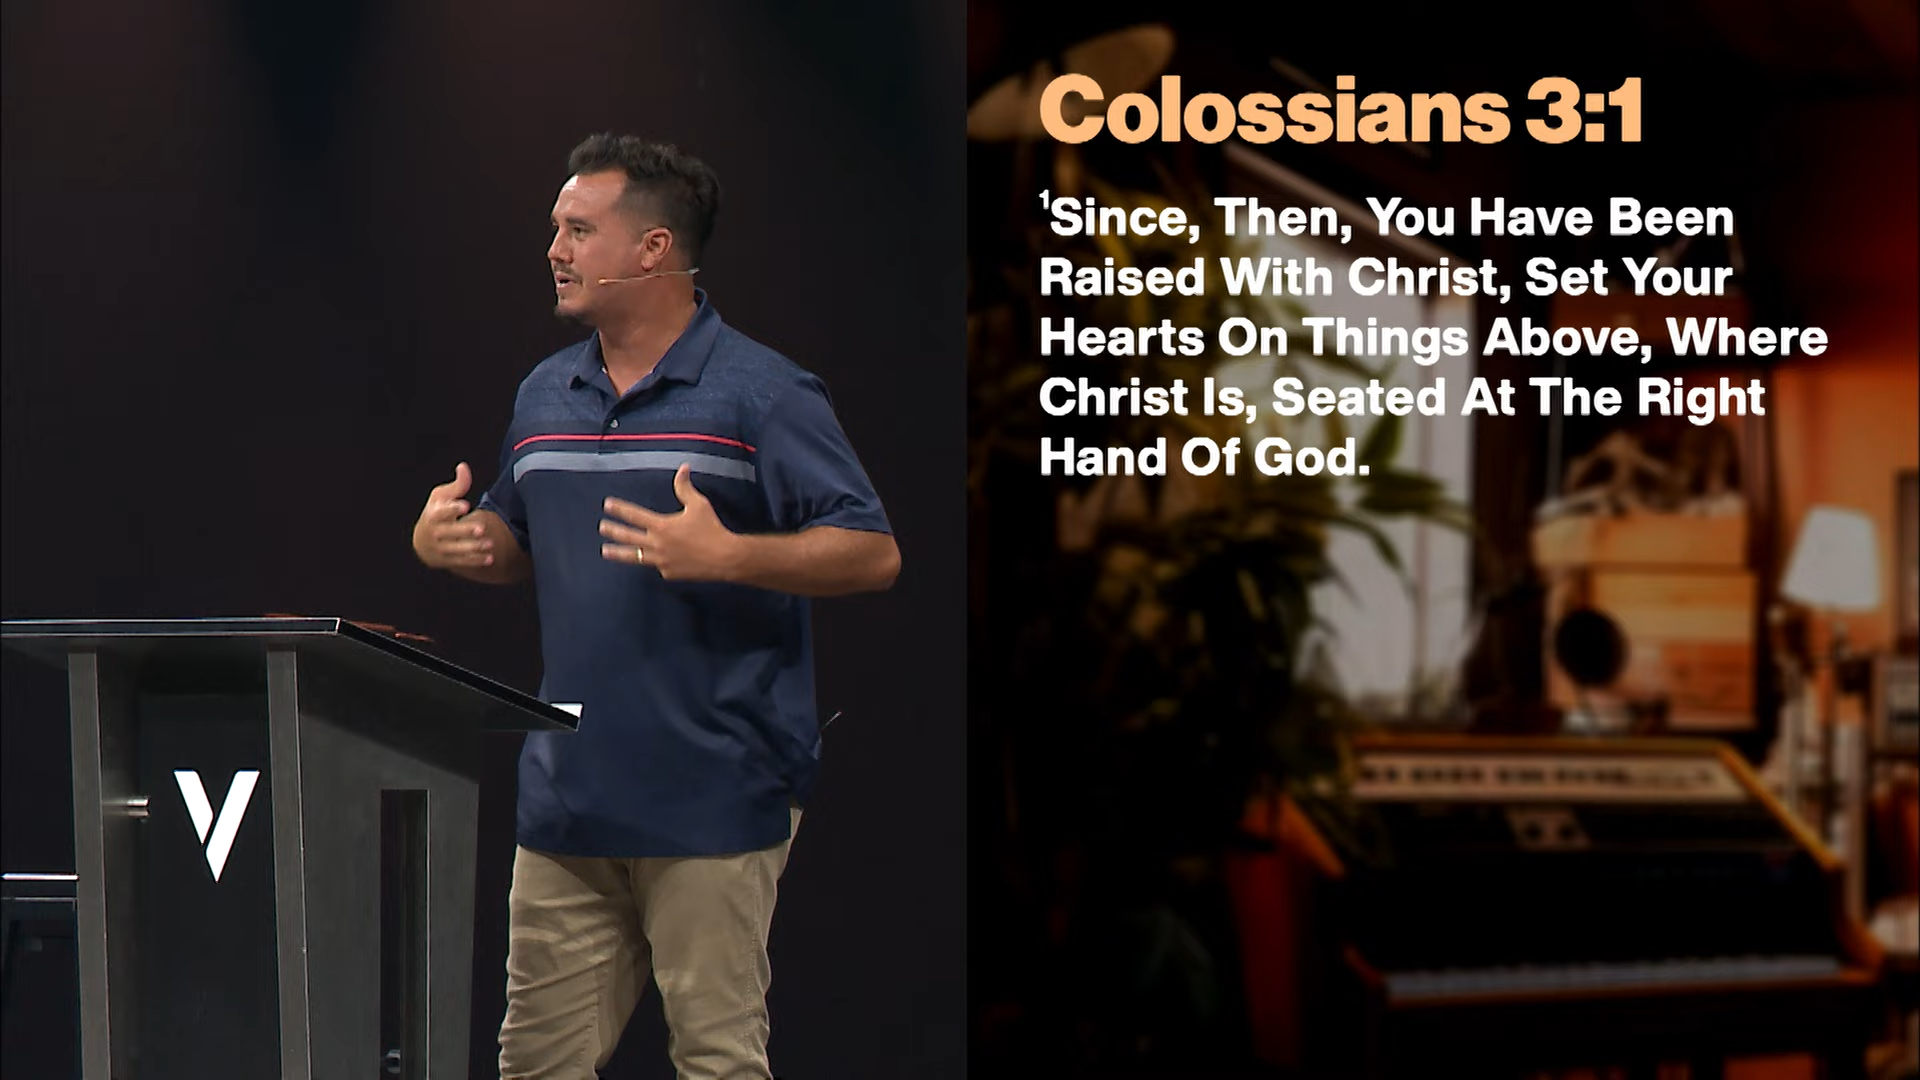 Colossians 3:1
¹Since, Then, You Have Been
Raised With Christ, Set Your
Hearts On Things Above, Where
Christ Is, Seated At The Right
Hand Of God.
V